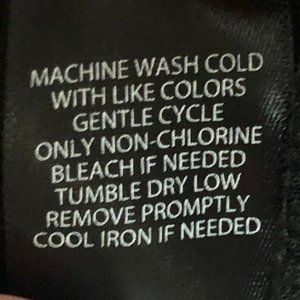 MACHINE WASH COLD
WITH LIKE COLORS
GENTLE CYCLE
ONLY NON-CHLORINE
BLEACH IF NEEDED
TUMBLE DRY LOW
REMOVE PROMPTLY
COOL IRON IF NEEDED